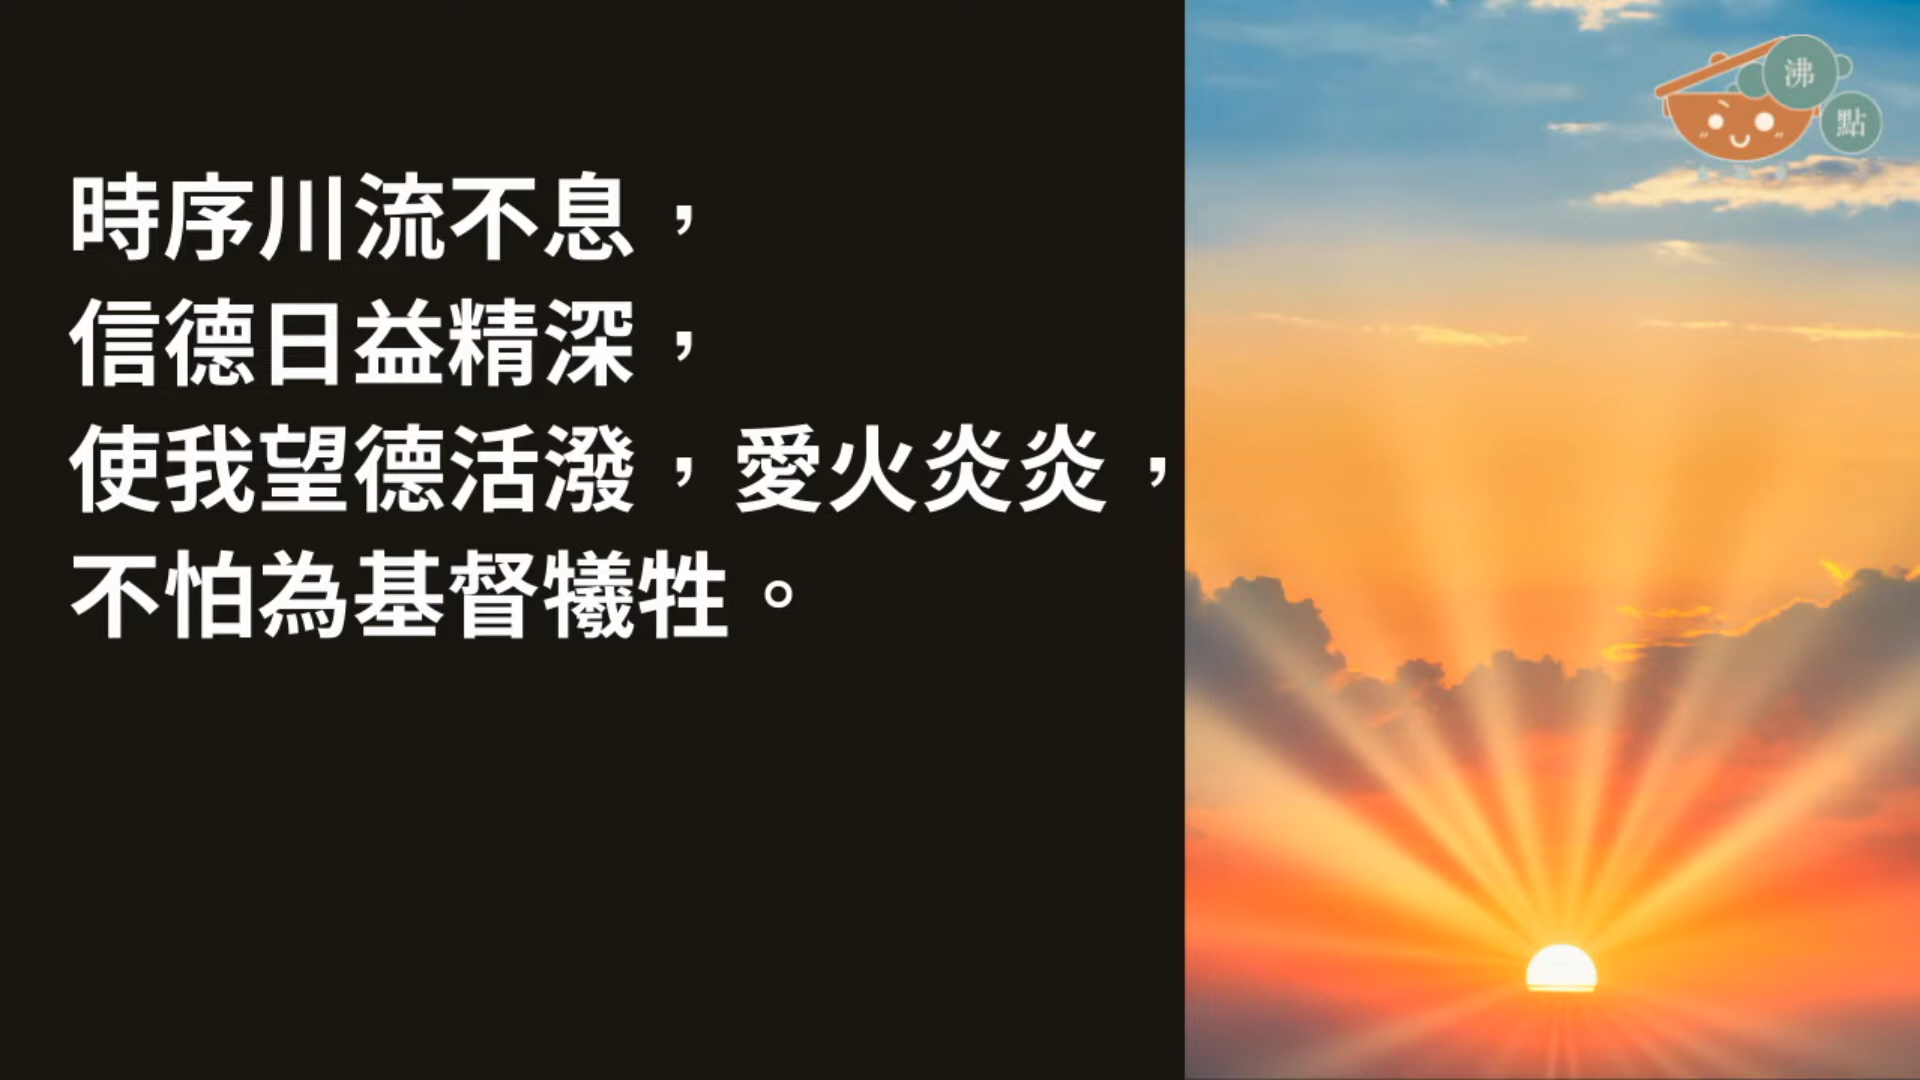 時序川流不息，
信德日益精深，
使我望德活潑，愛火炎炎，
不怕為基督犧牲。
沸
點